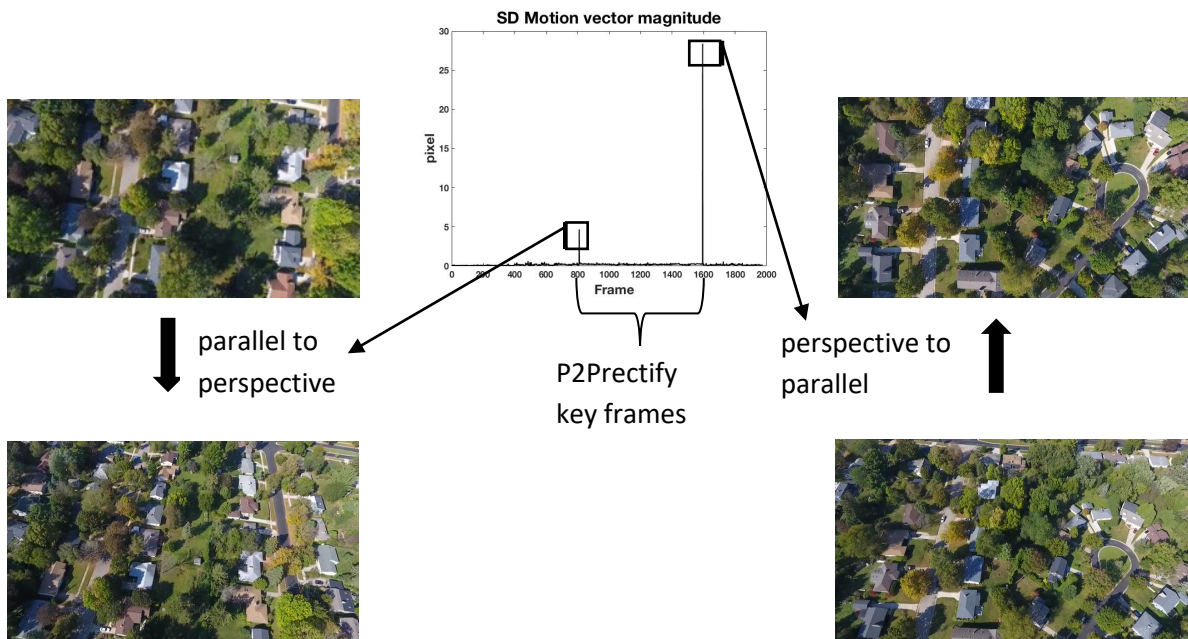 SD Motion vector magnitude
30
25
20
15
10
5
0
pixel
0 200 400 600 800 1000 1200 1400 1600 1800 2000
Frame
parallel to
perspective
P2Prectify
key frames
perspective to
parallel